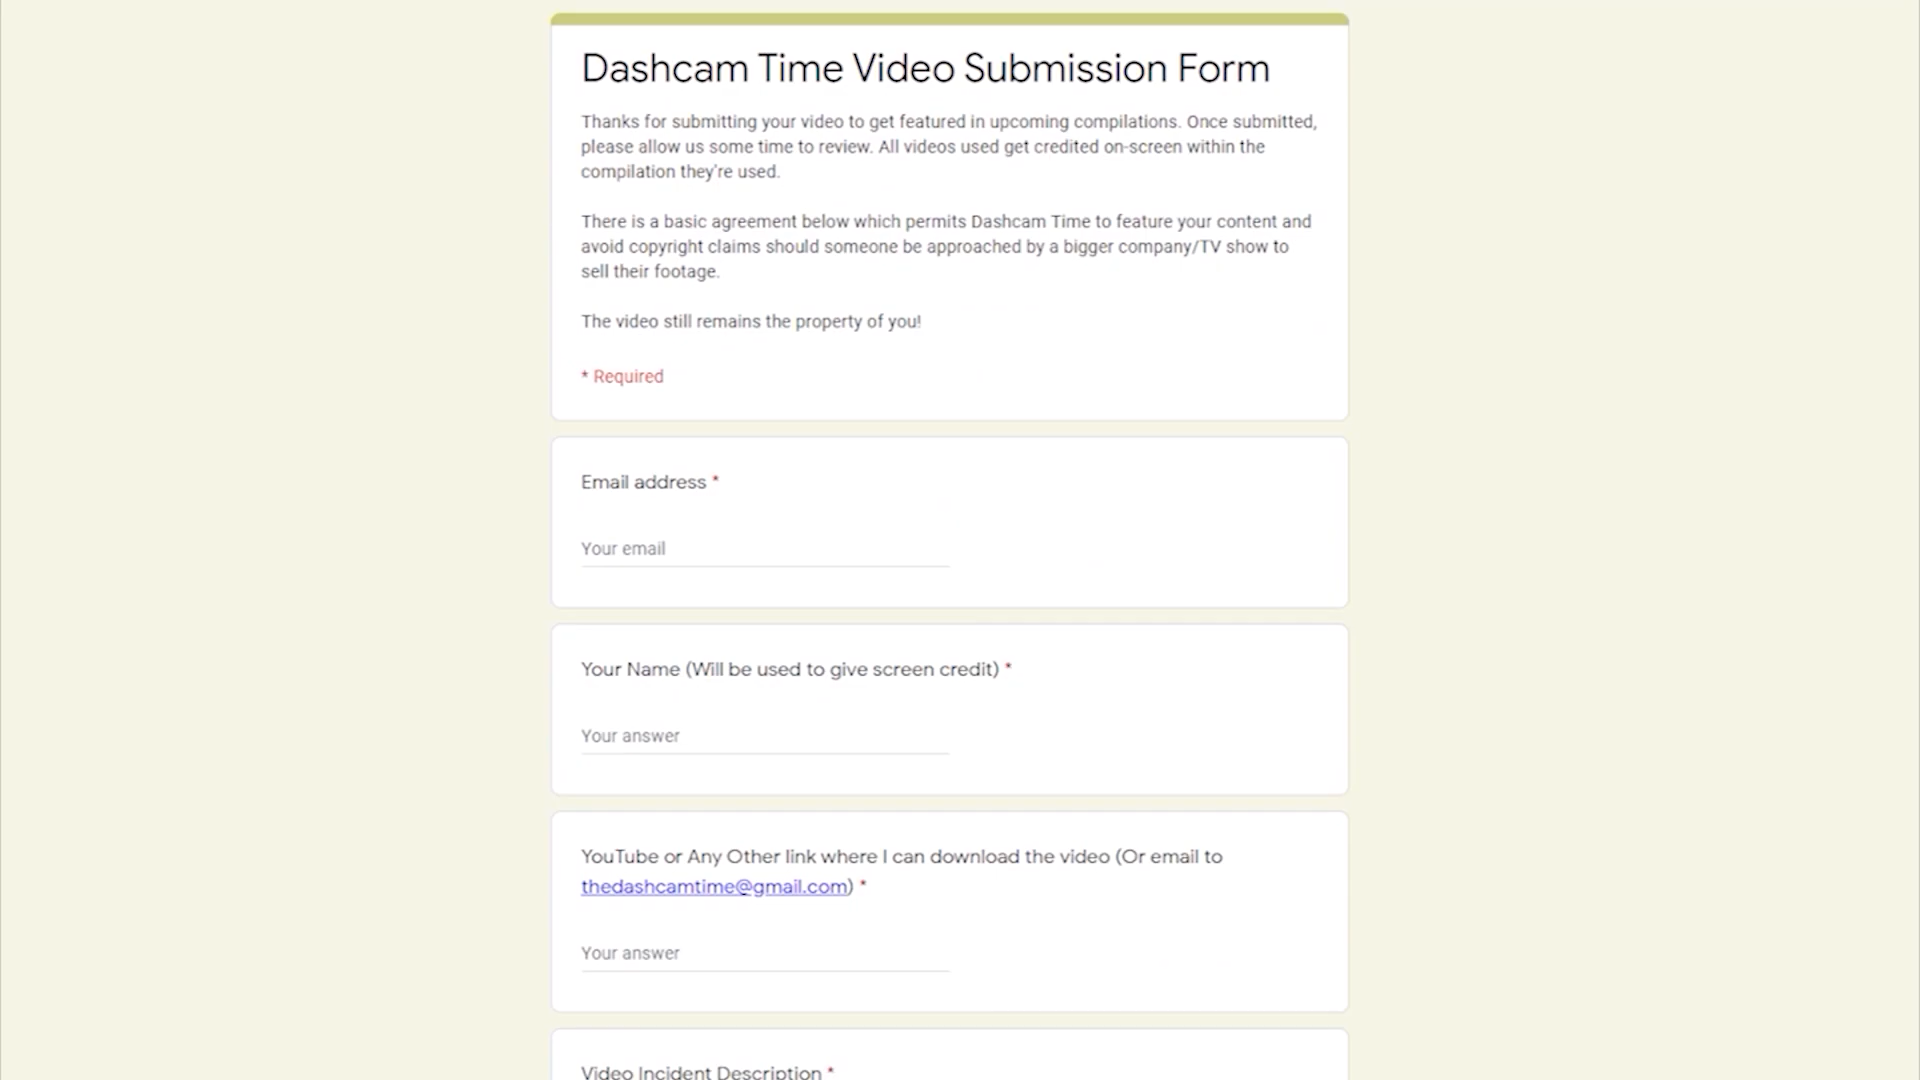 Dashcam Time Video Submission Form
Thanks for submitting your video to get featured in upcoming compilations. Once submitted,
please allow us some time to review. All videos used get credited on-screen within the
compilation they're used.
There is a basic agreement below which permits Dashcam Time to feature your content and
avoid copyright claims should someone be approached by a bigger company/TV show to
sell their footage.
The video still remains the property of you!
* Required
Email address *
Your email
Your Name (Will be used to give screen credit) *
Your answer
YouTube or Any Other link where I can download the video (Or email to
thedashcamtime@gmail.com) *
Your answer
Video Incident Description *